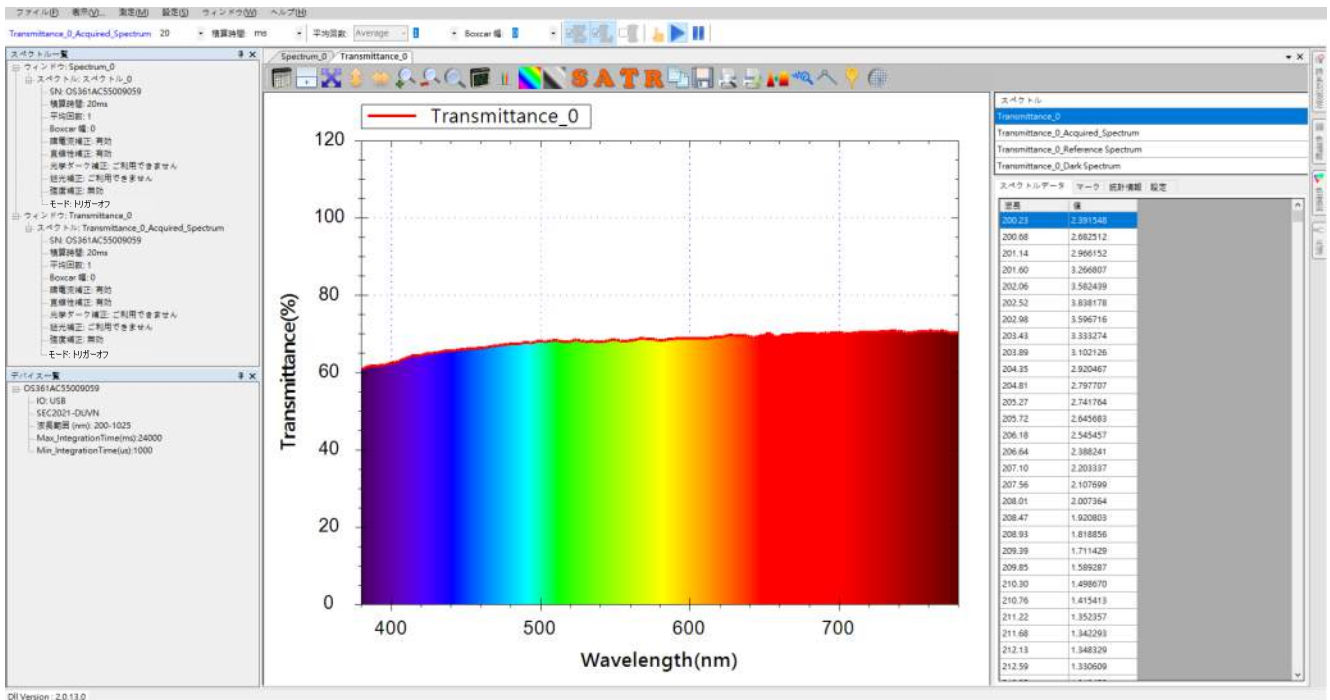 ファイル(F) 表示(V)... 測定(M) 設定(S) ウィンドウ(W) ヘルプ(H)
Transmittance_0_Acquired_Spectrum 20 積算時間: ms 平均回数: Average 1 Boxcar 幅: 0
スペクトル一覧
ウィンドウ: Spectrum_0
スペクトル: スペクトル_0
SN: OS361AC55009059
積算時間: 20ms
平均回数: 1
Boxcar 幅: 0
暗電流補正: 有効
直線性補正: 有効
光学ダーク補正: ご利用できません
迷光補正: ご利用できません
強度補正: 無効
モード: トリガーオフ
ウィンドウ: Transmittance_0
スペクトル: Transmittance_0_Acquired_Spectrum
SN: OS361AC55009059
積算時間: 20ms
平均回数: 1
Boxcar 幅: 0
暗電流補正: 有効
直線性補正: 有効
光学ダーク補正: ご利用できません
迷光補正: ご利用できません
強度補正: 無効
モード: トリガーオフ
デバイス一覧
OS361AC55009059
IO: USB
SEC2021-DUVN
波長範囲 (nm): 200-1025
Max_IntegrationTime(ms):24000
Min_IntegrationTime(us):1000
Spectrum_0 Transmittance_0
S A T R
Transmittance_0
120
100
80
60
40
20
0
Transmittance(%)
400 500 600 700
Wavelength(nm)
スペクトル
Transmittance_0
Transmittance_0_Acquired_Spectrum
Transmittance_0_Reference Spectrum
Transmittance_0_Dark Spectrum
スペクトルデータ マーク 統計情報 設定
波長 値
200.23 2.391548
200.68 2.682512
201.14 2.966152
201.60 3.266807
202.06 3.582439
202.52 3.838178
202.98 3.596716
203.43 3.333274
203.89 3.102126
204.35 2.920467
204.81 2.797707
205.27 2.741764
205.72 2.645683
206.18 2.545457
206.64 2.388241
207.10 2.203337
207.56 2.107699
208.01 2.007364
208.47 1.920803
208.93 1.818856
209.39 1.711429
209.85 1.589287
210.30 1.498670
210.76 1.415413
211.22 1.352357
211.68 1.342293
212.13 1.348329
212.59 1.330609
Dll Version : 2.0.13.0